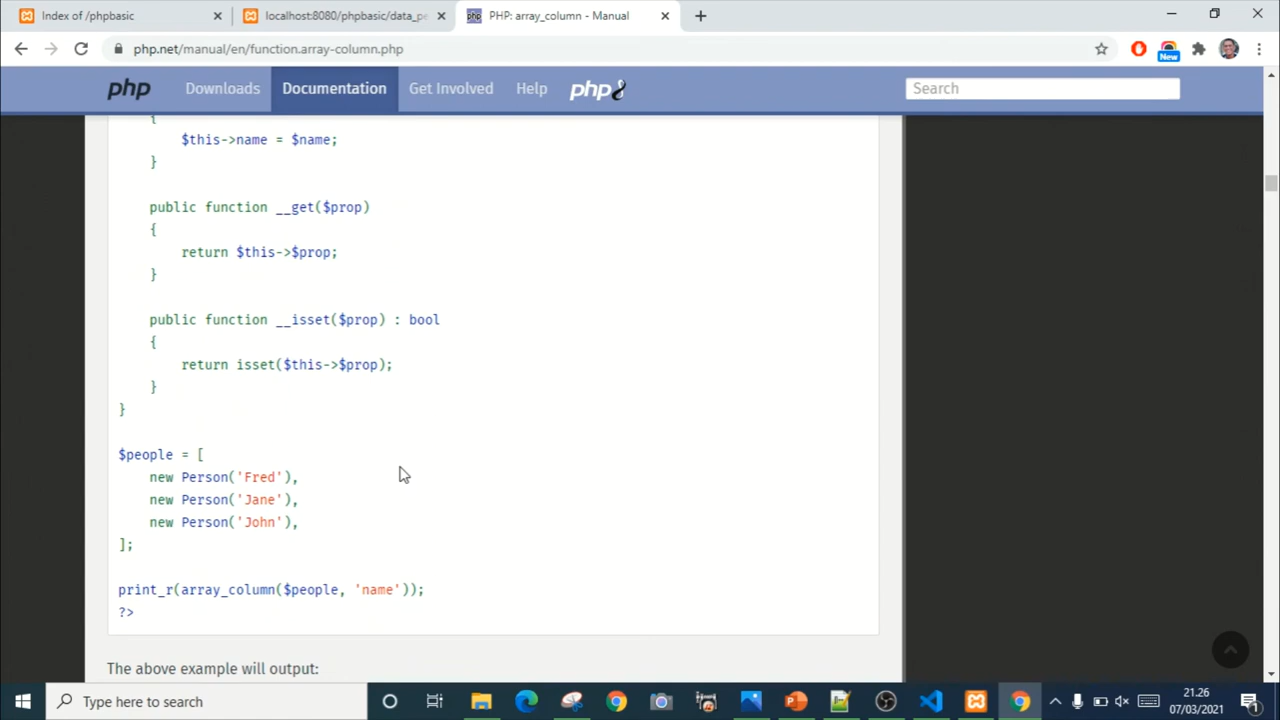 Index of /phpbasic
localhost:8080/phpbasic/data_pe
PHP: array_column - Manual
php.net/manual/en/function.array-column.php
New
php
Downloads
Documentation
Get Involved
Help
php8
Search
{
$this->name = $name;
}
public function __get($prop)
{
return $this->$prop;
}
public function __isset($prop) : bool
{
return isset($this->$prop);
}
}
$people = [
new Person('Fred'),
new Person('Jane'),
new Person('John'),
];
print_r(array_column($people, 'name'));
?>
The above example will output:
Type here to search
21.26
07/03/2021
1